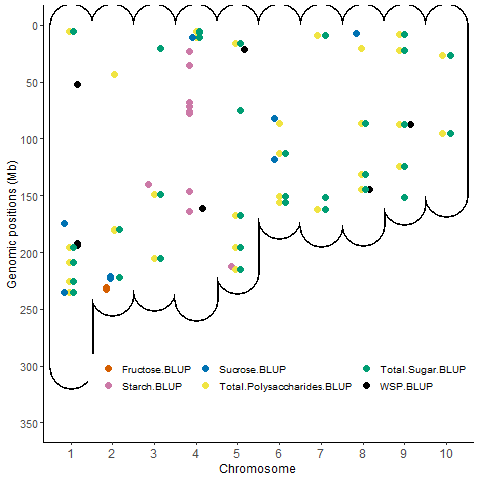 0
50
100
150
200
250
300
350
Genomic positions (Mb)
Fructose.BLUP Sucrose.BLUP Total.Sugar.BLUP
Starch.BLUP Total.Polysaccharides.BLUP WSP.BLUP
1 2 3 4 5 6 7 8 9 10
Chromosome